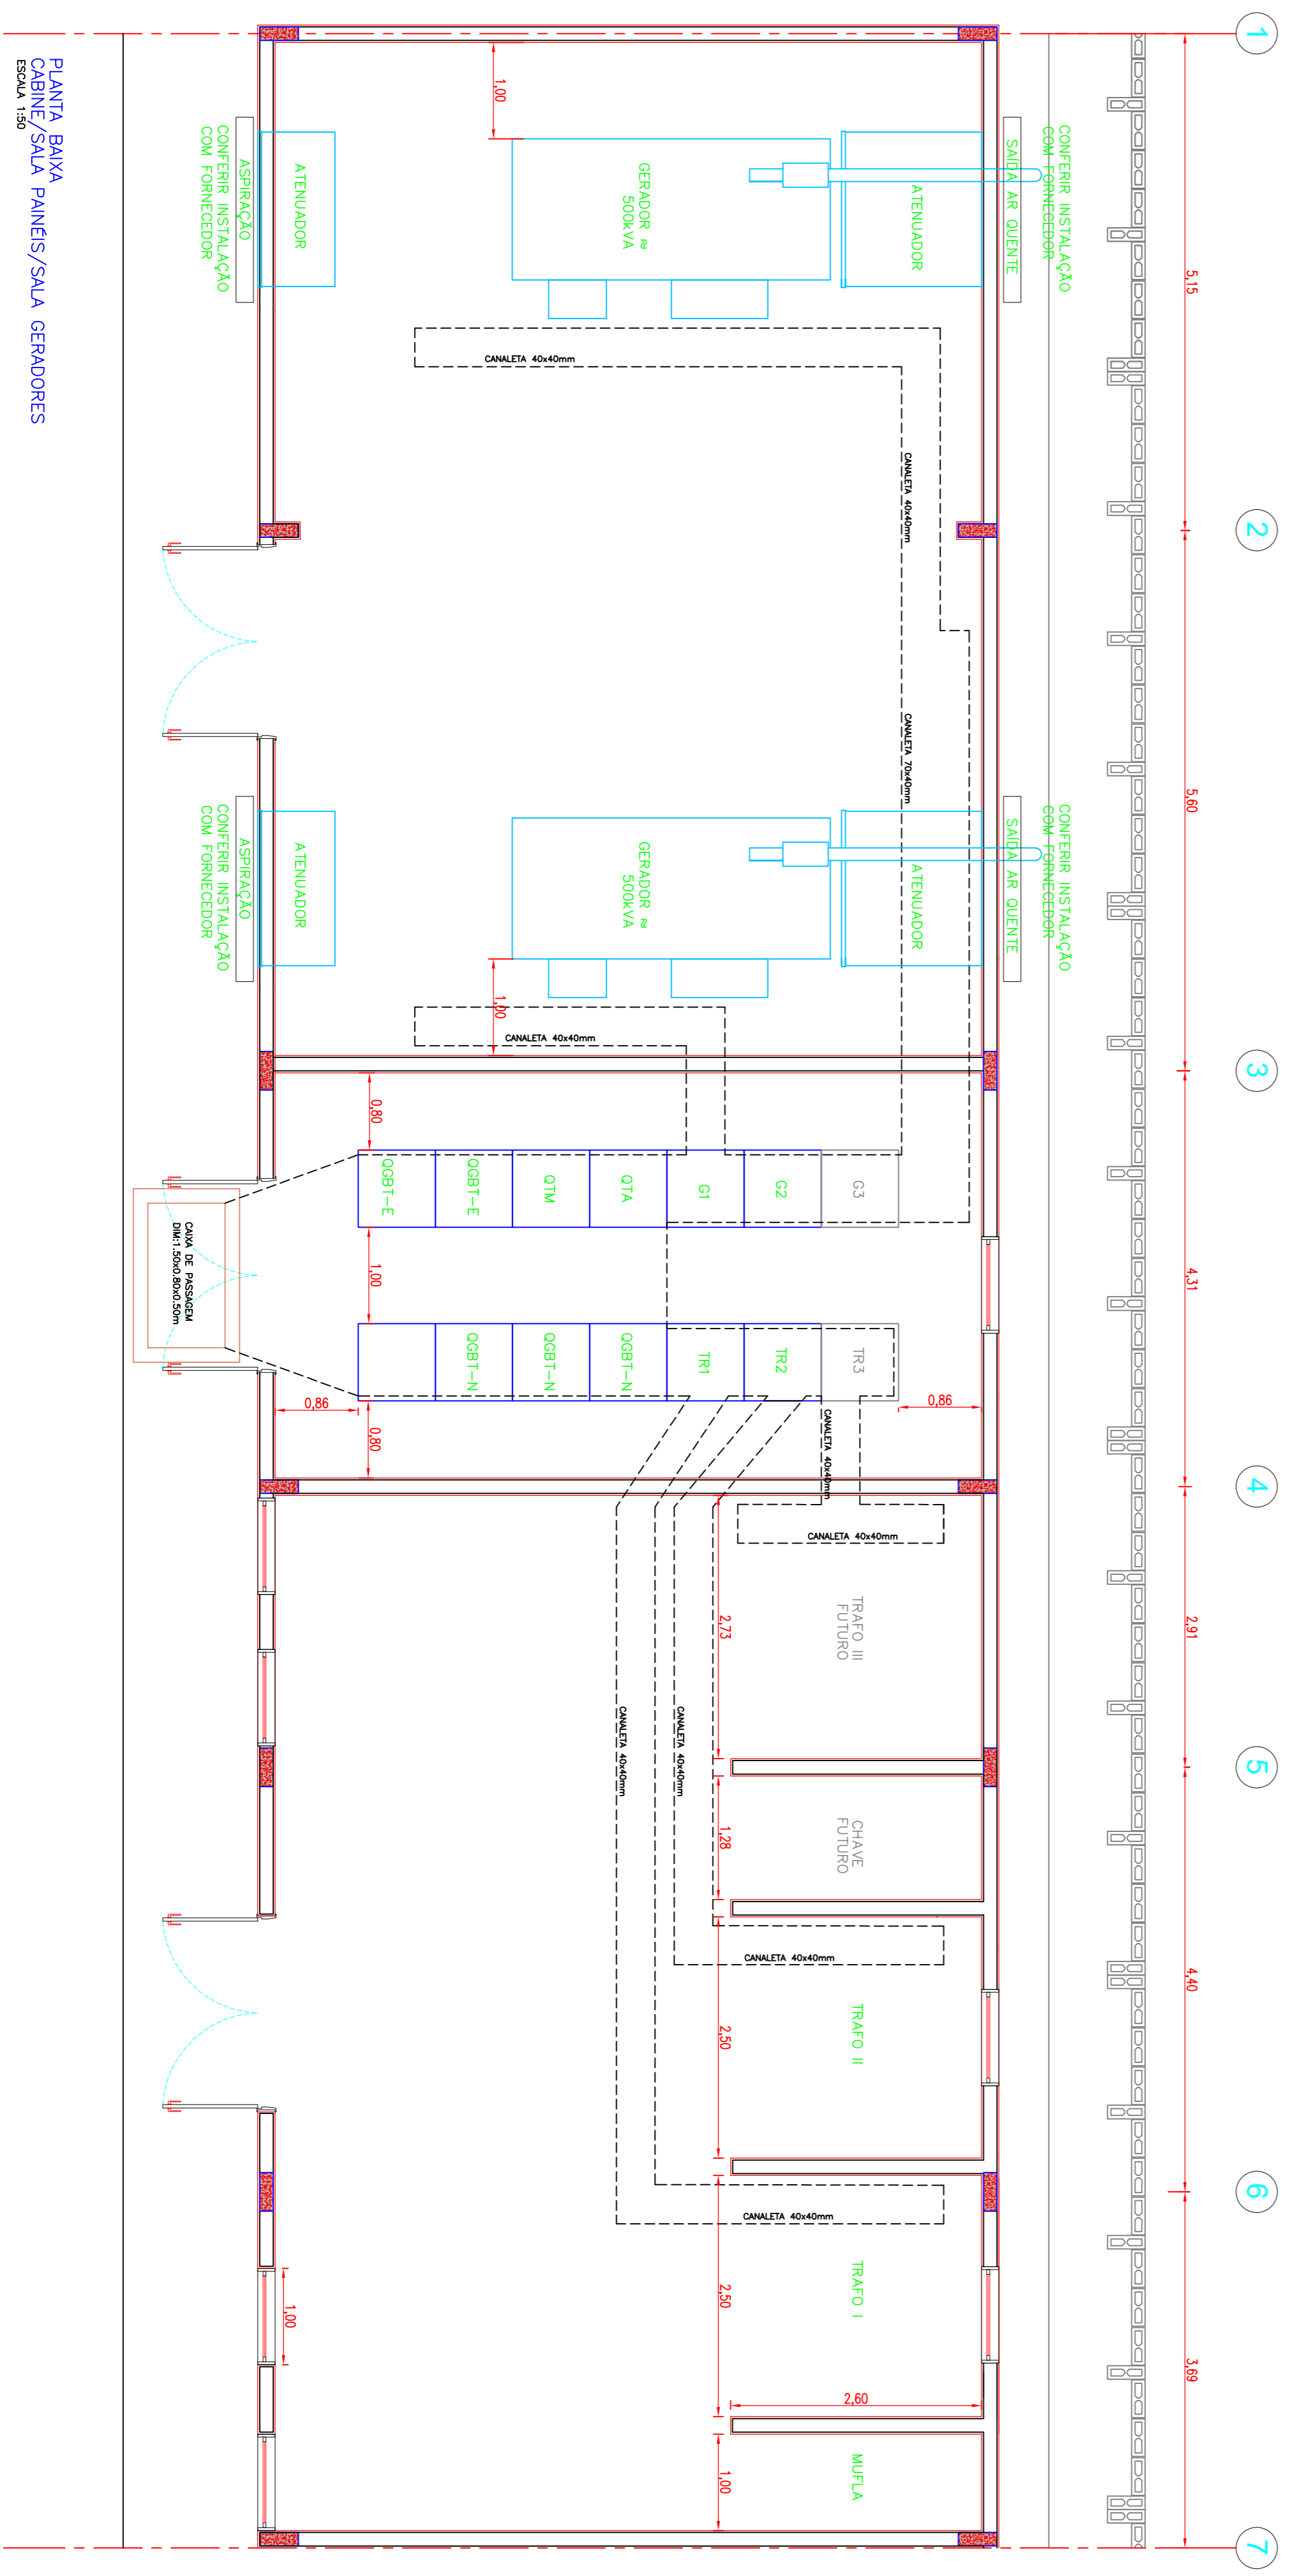 1
2
3
4
5
6
7
5,15
5,60
4,31
2,91
4,40
3,69
CONFERIR INSTALAÇÃO
COM FORNECEDOR
SAÍDA AR QUENTE
ATENUADOR
GERADOR ≈
500kVA
1,00
ATENUADOR
ASPIRAÇÃO
CONFERIR INSTALAÇÃO
COM FORNECEDOR
CANALETA 40x40mm
CANALETA 40x40mm
CANALETA 70x40mm
CONFERIR INSTALAÇÃO
COM FORNECEDOR
SAÍDA AR QUENTE
ATENUADOR
GERADOR ≈
500kVA
1,00
ATENUADOR
ASPIRAÇÃO
CONFERIR INSTALAÇÃO
COM FORNECEDOR
CANALETA 40x40mm
0,80
G3
G2
G1
QTA
QTM
QGBT-E
QGBT-E
1,00
CAIXA DE PASSAGEM
DIM:1.50x0.80x0.50m
TR3
TR2
TR1
QGBT-N
QGBT-N
QGBT-N
0,86
0,86
0,80
CANALETA 40x40mm
CANALETA 40x40mm
TRAFO III
FUTURO
2,73
CANALETA 40x40mm
CANALETA 40x40mm
CHAVE
FUTURO
1,28
CANALETA 40x40mm
TRAFO II
2,50
CANALETA 40x40mm
TRAFO I
2,50
1,00
2,60
MUFLA
1,00
PLANTA BAIXA
CABINE/SALA PAINÉIS/SALA GERADORES
ESCALA 1:50